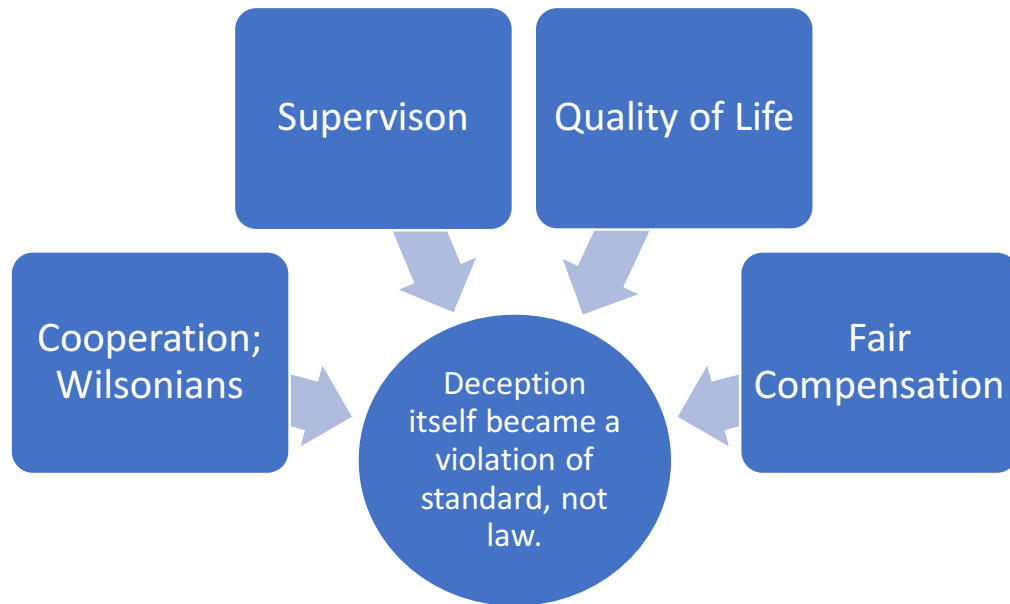 Supervison
Quality of Life
Cooperation;
Wilsonians
Fair
Compensation
Deception
itself became a
violation of
standard, not
law.